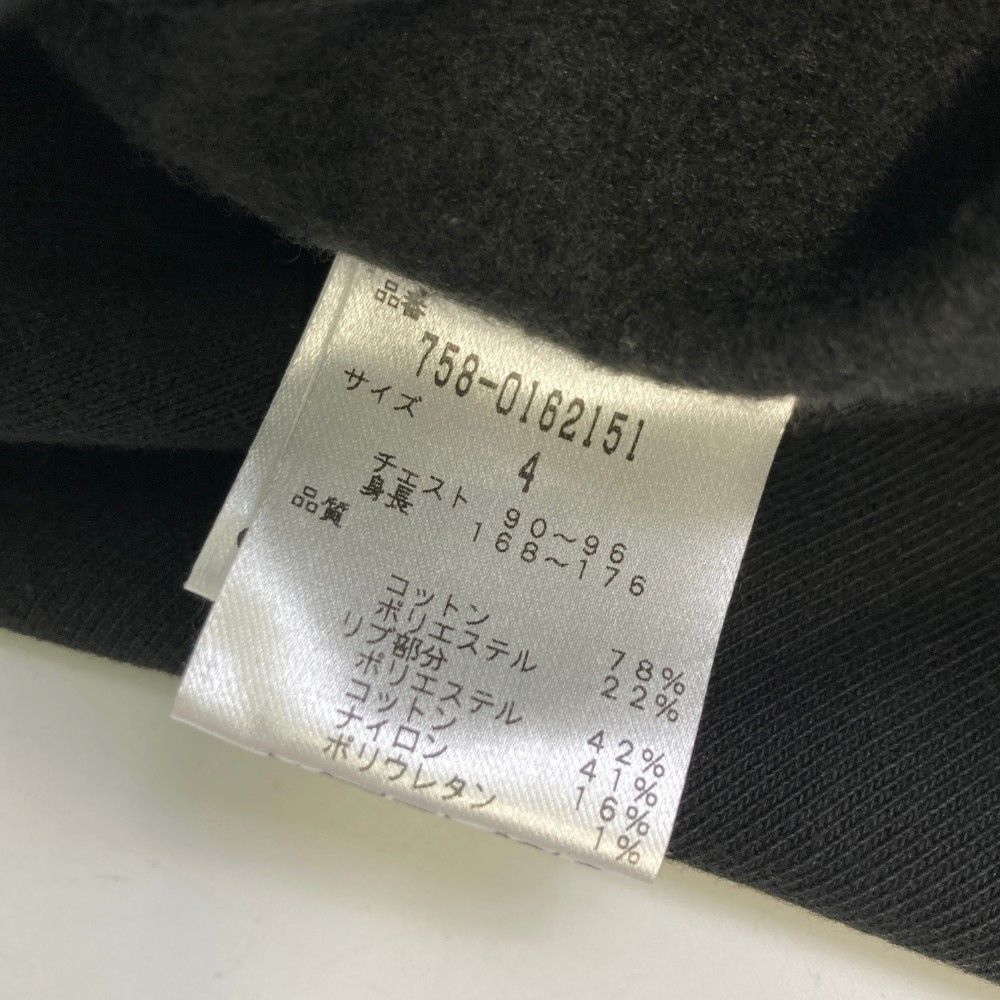 品番
758-0162151
サイズ
4
チェスト 90～96
身長 168～176
品質
コットン 78%
ポリエステル 22%
リブ部分
ポリエステル 42%
コットン 41%
ナイロン 16%
ポリウレタン 1%